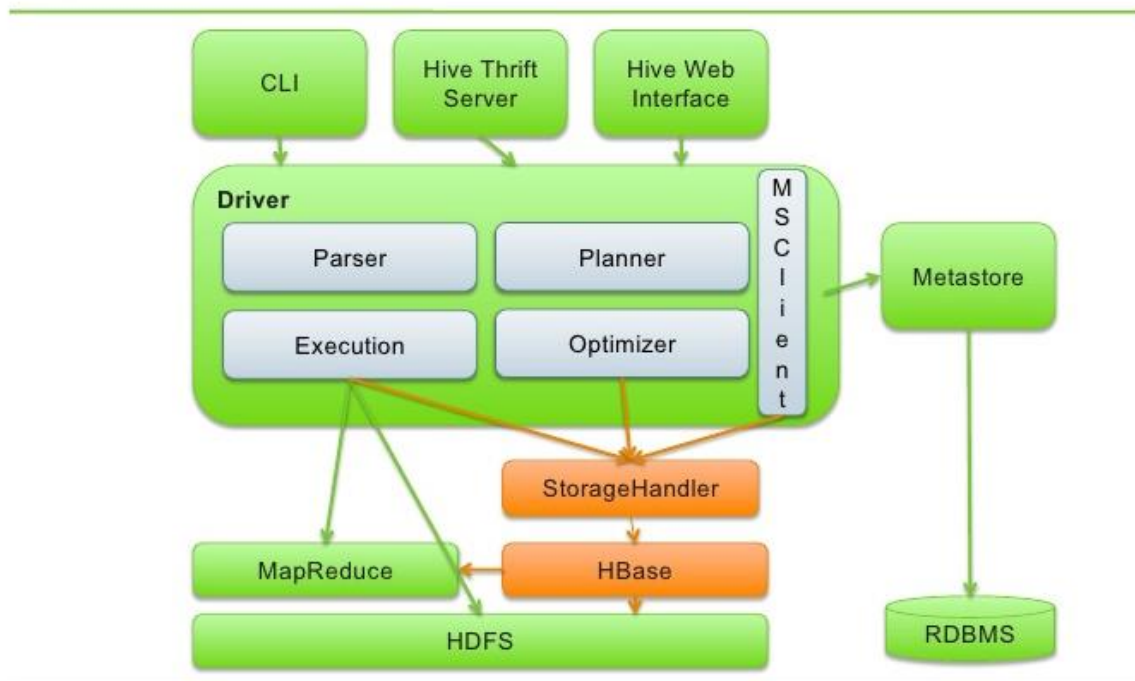 CLI
Hive Thrift
Server
Hive Web
Interface
Driver
Parser
Planner
Execution
Optimizer
M
S
C
l
i
e
n
t
Metastore
StorageHandler
MapReduce
HBase
HDFS
RDBMS